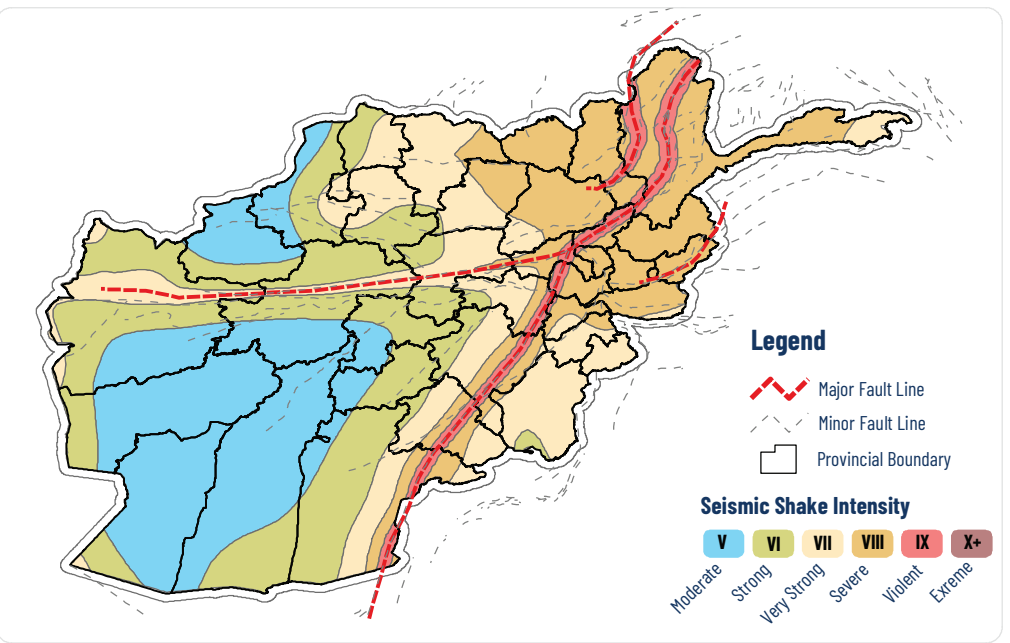 Legend
Major Fault Line
Minor Fault Line
Provincial Boundary
Seismic Shake Intensity
V VI VII VIII IX X+
Moderate Strong Very Strong Severe Violent Exreme